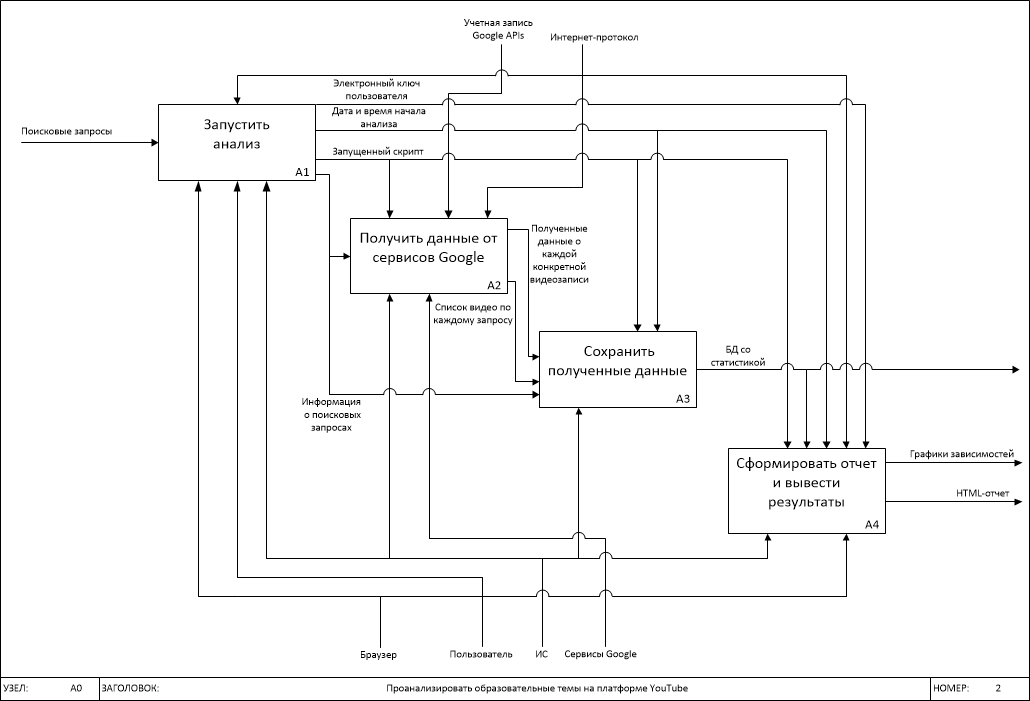 Учетная запись
Google APIs
Интернет-протокол
Электронный ключ
пользователя
Дата и время начала
анализа
Поисковые запросы
Запустить
анализ
A1
Запущенный скрипт
Получить данные от
сервисов Google
A2
Полученные
данные о
каждой
конкретной
видеозаписи
Список видео по
каждому запросу
Сохранить
полученные данные
A3
БД со
статистикой
Информация
о поисковых
запросах
Сформировать отчет
и вывести
результаты
A4
Графики зависимостей
HTML-отчет
Браузер
Пользователь
ИС
Сервисы Google
УЗЕЛ:
A0
ЗАГОЛОВОК:
Проанализировать образовательные темы на платформе YouTube
НОМЕР:
2